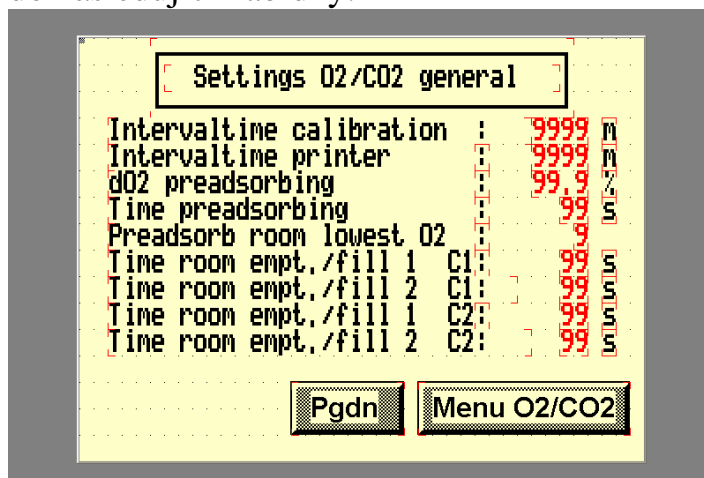 Settings O2/CO2 general
Intervaltime calibration : 9999 m
Intervaltime printer : 9999 m
dO2 preadsorbing : 99,9 %
Time preadsorbing : 99 s
Preadsorb room lowest O2 : 9
Time room empt./fill 1 C1: 99 s
Time room empt./fill 2 C1: 99 s
Time room empt./fill 1 C2: 99 s
Time room empt./fill 2 C2: 99 s
Pgdn Menu O2/CO2